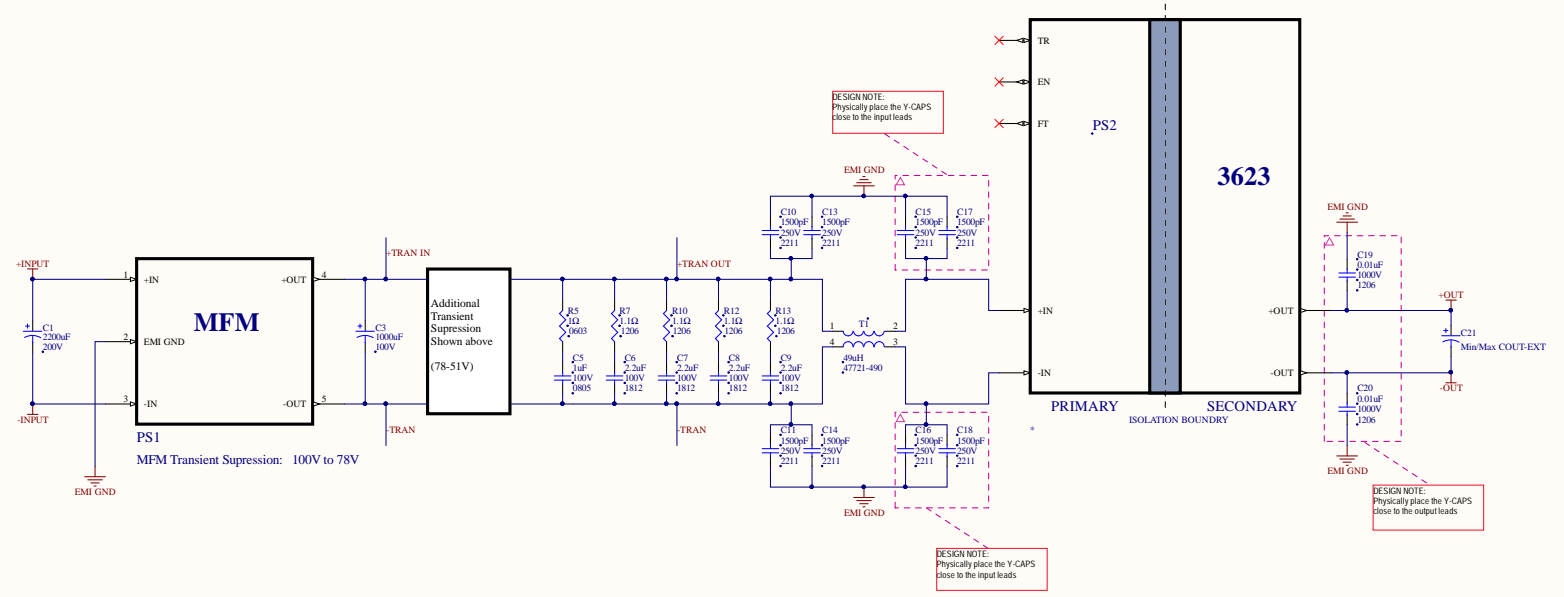 TR
EN
FT
PS2
3623
+IN
-IN
+OUT
-OUT
PRIMARY
SECONDARY
ISOLATION BOUNDRY
*
DESIGN NOTE:
Physically place the Y-CAPS
close to the input leads
EMI GND
C10
1500pF
250V
2211
C13
1500pF
250V
2211
C15
1500pF
250V
2211
C17
1500pF
250V
2211
+INPUT
C1
2200uF
200V
-INPUT
1
2
3
+IN
EMI GND
-IN
MFM
+OUT
-OUT
4
5
PS1
MFM Transient Supression: 100V to 78V
EMI GND
+TRAN IN
C3
1000uF
100V
-TRAN
Additional
Transient
Supression
Shown above
(78-51V)
+TRAN OUT
R5
1Ω
0603
R7
1.1Ω
1206
R10
1.1Ω
1206
R12
1.1Ω
1206
R13
1.1Ω
1206
C5
1uF
100V
0805
C6
2.2uF
100V
1812
C7
2.2uF
100V
1812
C8
2.2uF
100V
1812
C9
2.2uF
100V
1812
-TRAN
T1
1
2
4
3
49uH
47721-490
C11
1500pF
250V
2211
C14
1500pF
250V
2211
C16
1500pF
250V
2211
C18
1500pF
250V
2211
EMI GND
DESIGN NOTE:
Physically place the Y-CAPS
close to the input leads
EMI GND
C19
0.01uF
1000V
1206
+OUT
C21
Min/Max COUT-EXT
-OUT
C20
0.01uF
1000V
1206
EMI GND
DESIGN NOTE:
Physically place the Y-CAPS
close to the output leads